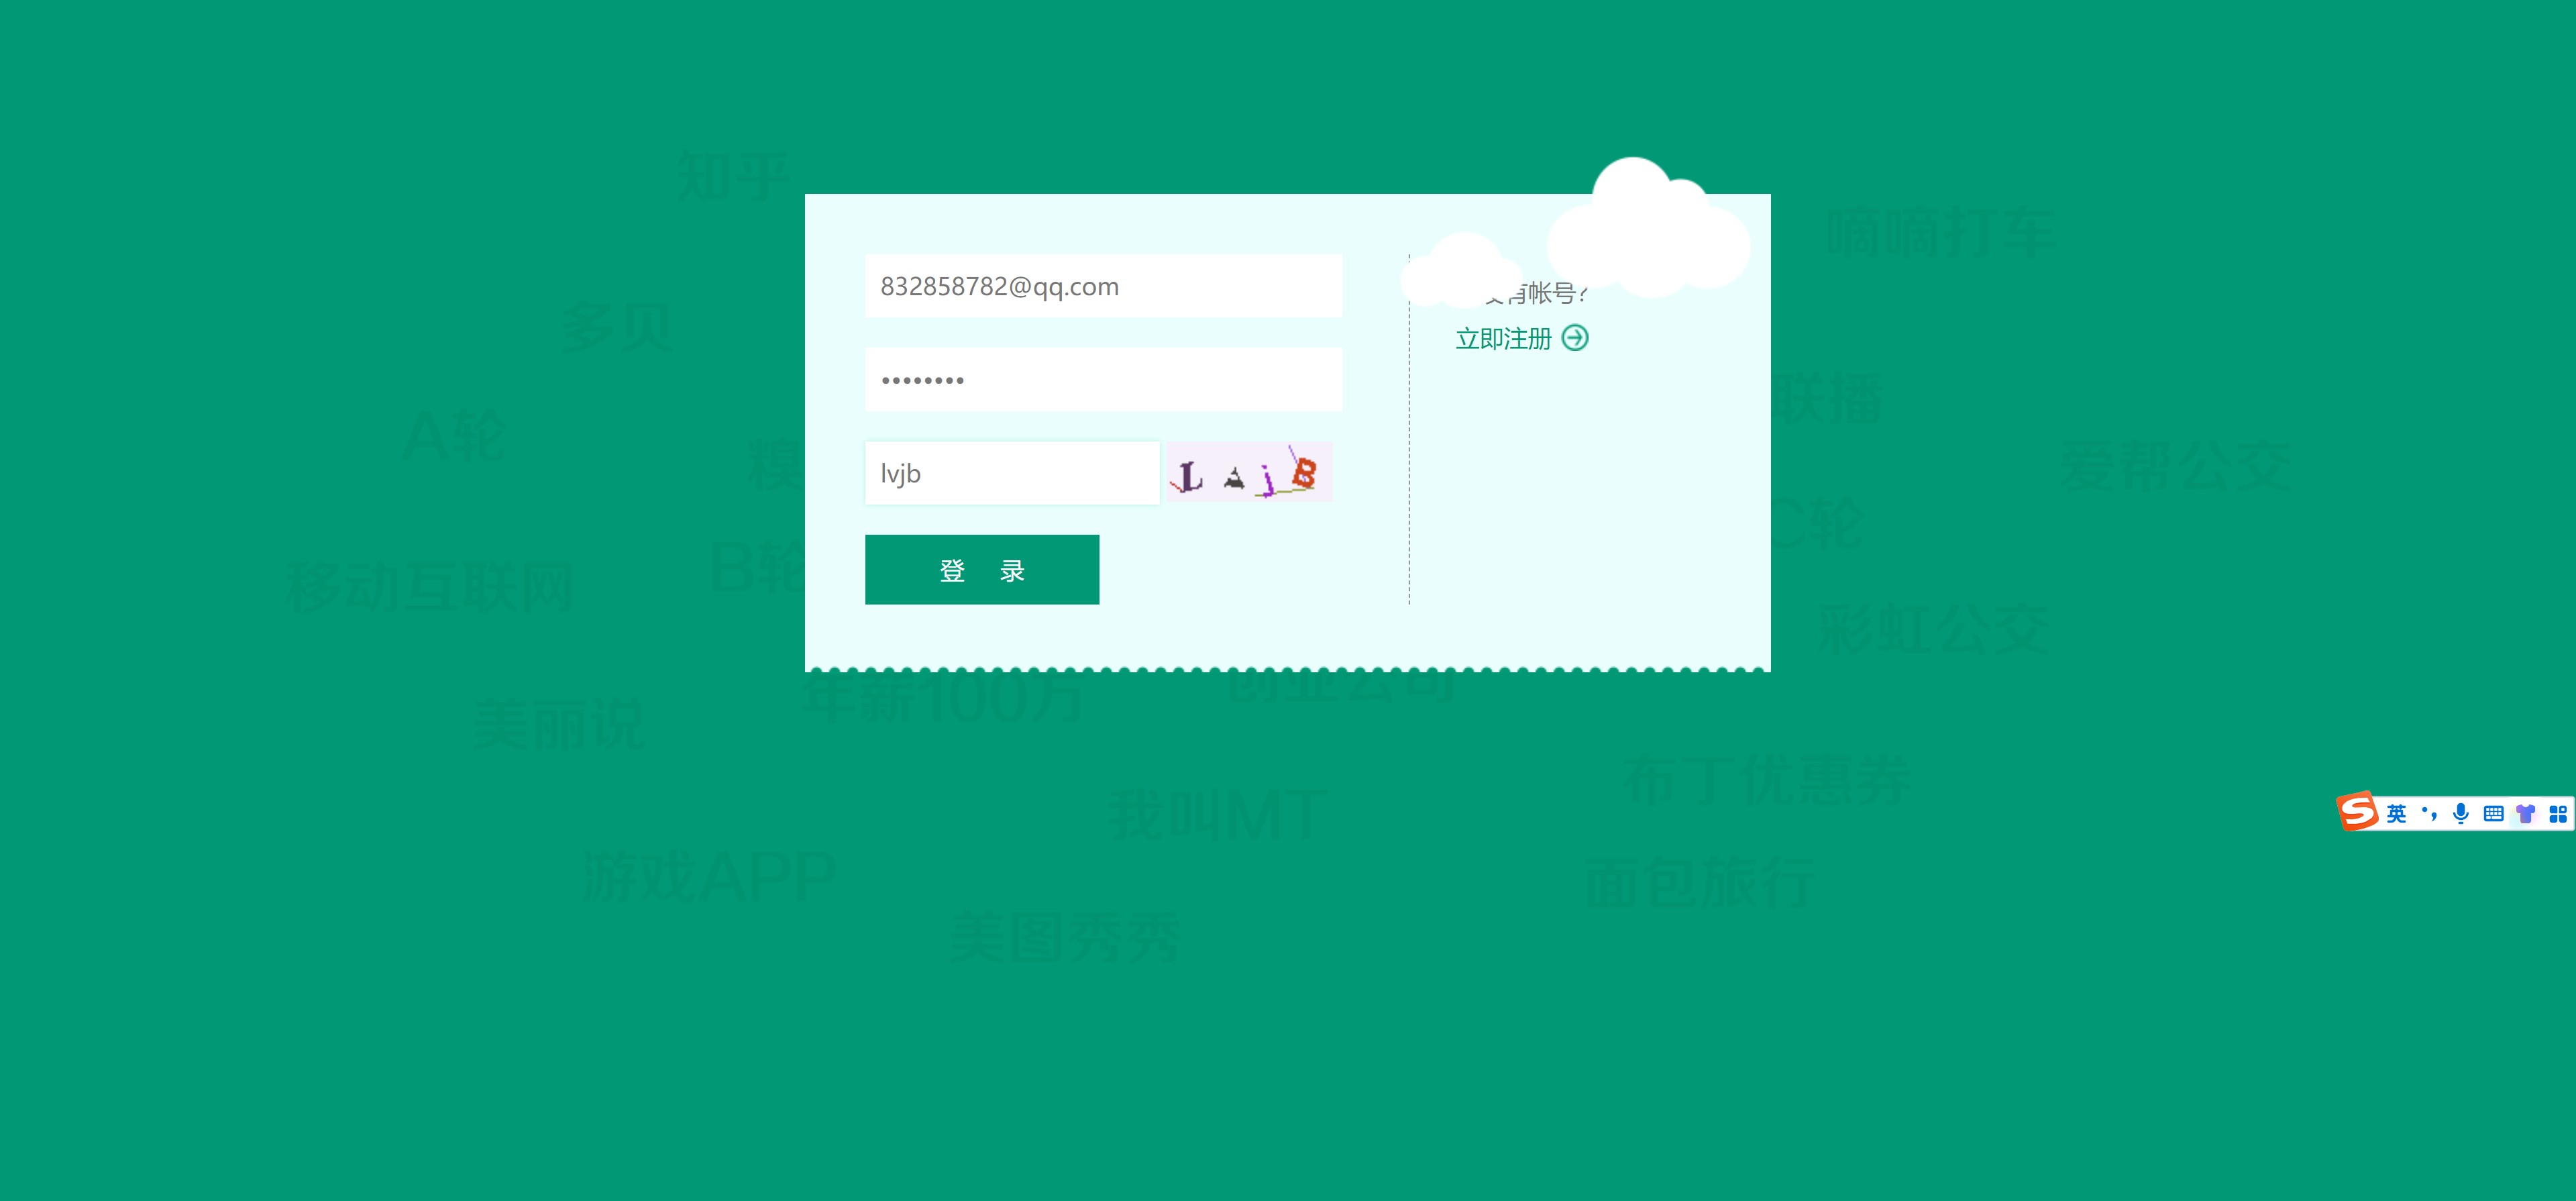 知乎
嘀嘀打车
832858782@qq.com
有帐号?
立即注册
多贝
••••••••
联播
A轮
糗
lvjb
爱帮公交
C轮
移动互联网
B轮
登 录
彩虹公交
年薪100万
创业公司
美丽说
布丁优惠券
我叫MT
英
游戏APP
面包旅行
美图秀秀